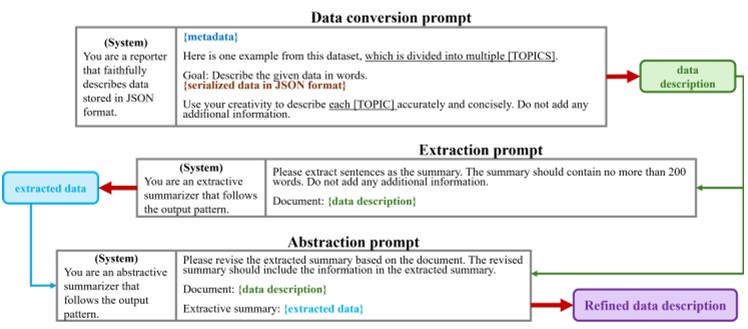 Data conversion prompt
(System)
You are a reporter
that faithfully
describes data
stored in JSON
format.
{metadata}
Here is one example from this dataset, which is divided into multiple [TOPICS].
Goal: Describe the given data in words.
{serialized data in JSON format}
Use your creativity to describe each [TOPIC] accurately and concisely. Do not add any
additional information.
data
description
Extraction prompt
extracted data
(System)
You are an extractive
summarizer that follows
the output pattern.
Please extract sentences as the summary. The summary should contain no more than 200
words. Do not add any additional information.
Document: {data description}
Abstraction prompt
(System)
You are an abstractive
summarizer that
follows the output
pattern.
Please revise the extracted summary based on the document. The revised
summary should include the information in the extracted summary.
Document: {data description}
Extractive summary: {extracted data}
Refined data description